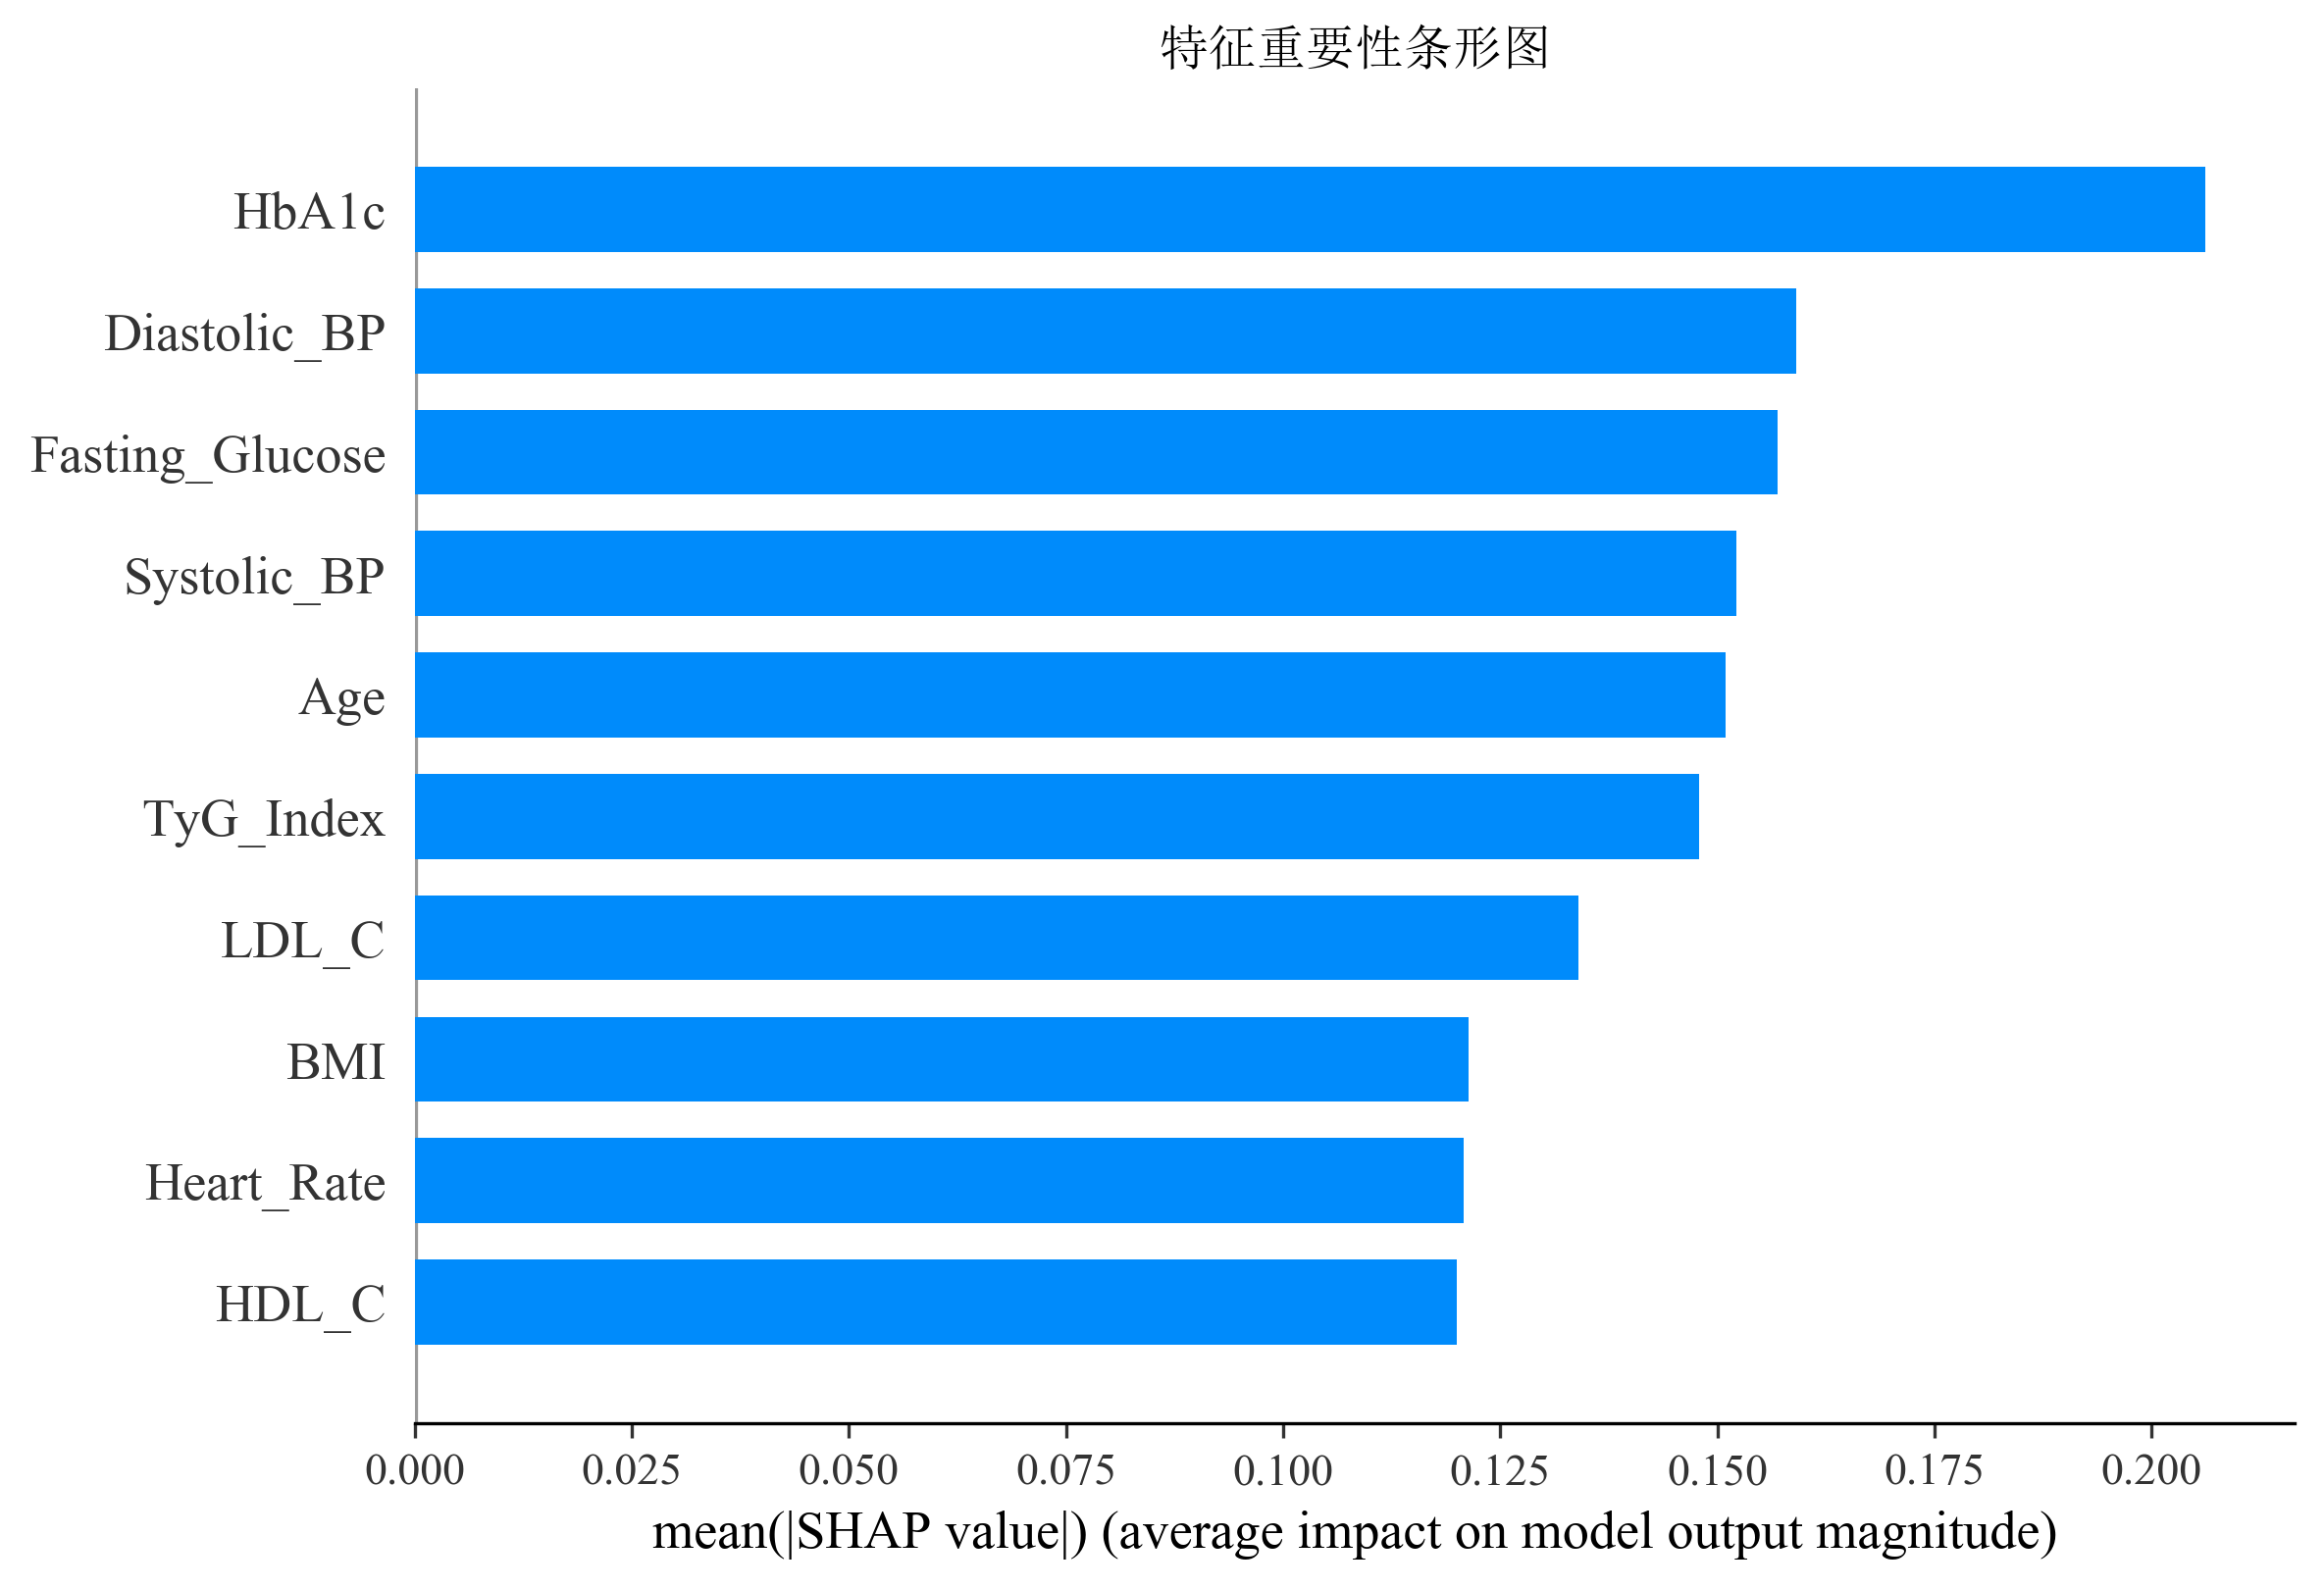 特征重要性条形图
HbA1c
Diastolic_BP
Fasting_Glucose
Systolic_BP
Age
TyG_Index
LDL_C
BMI
Heart_Rate
HDL_C
0.000 0.025 0.050 0.075 0.100 0.125 0.150 0.175 0.200
mean(|SHAP value|) (average impact on model output magnitude)